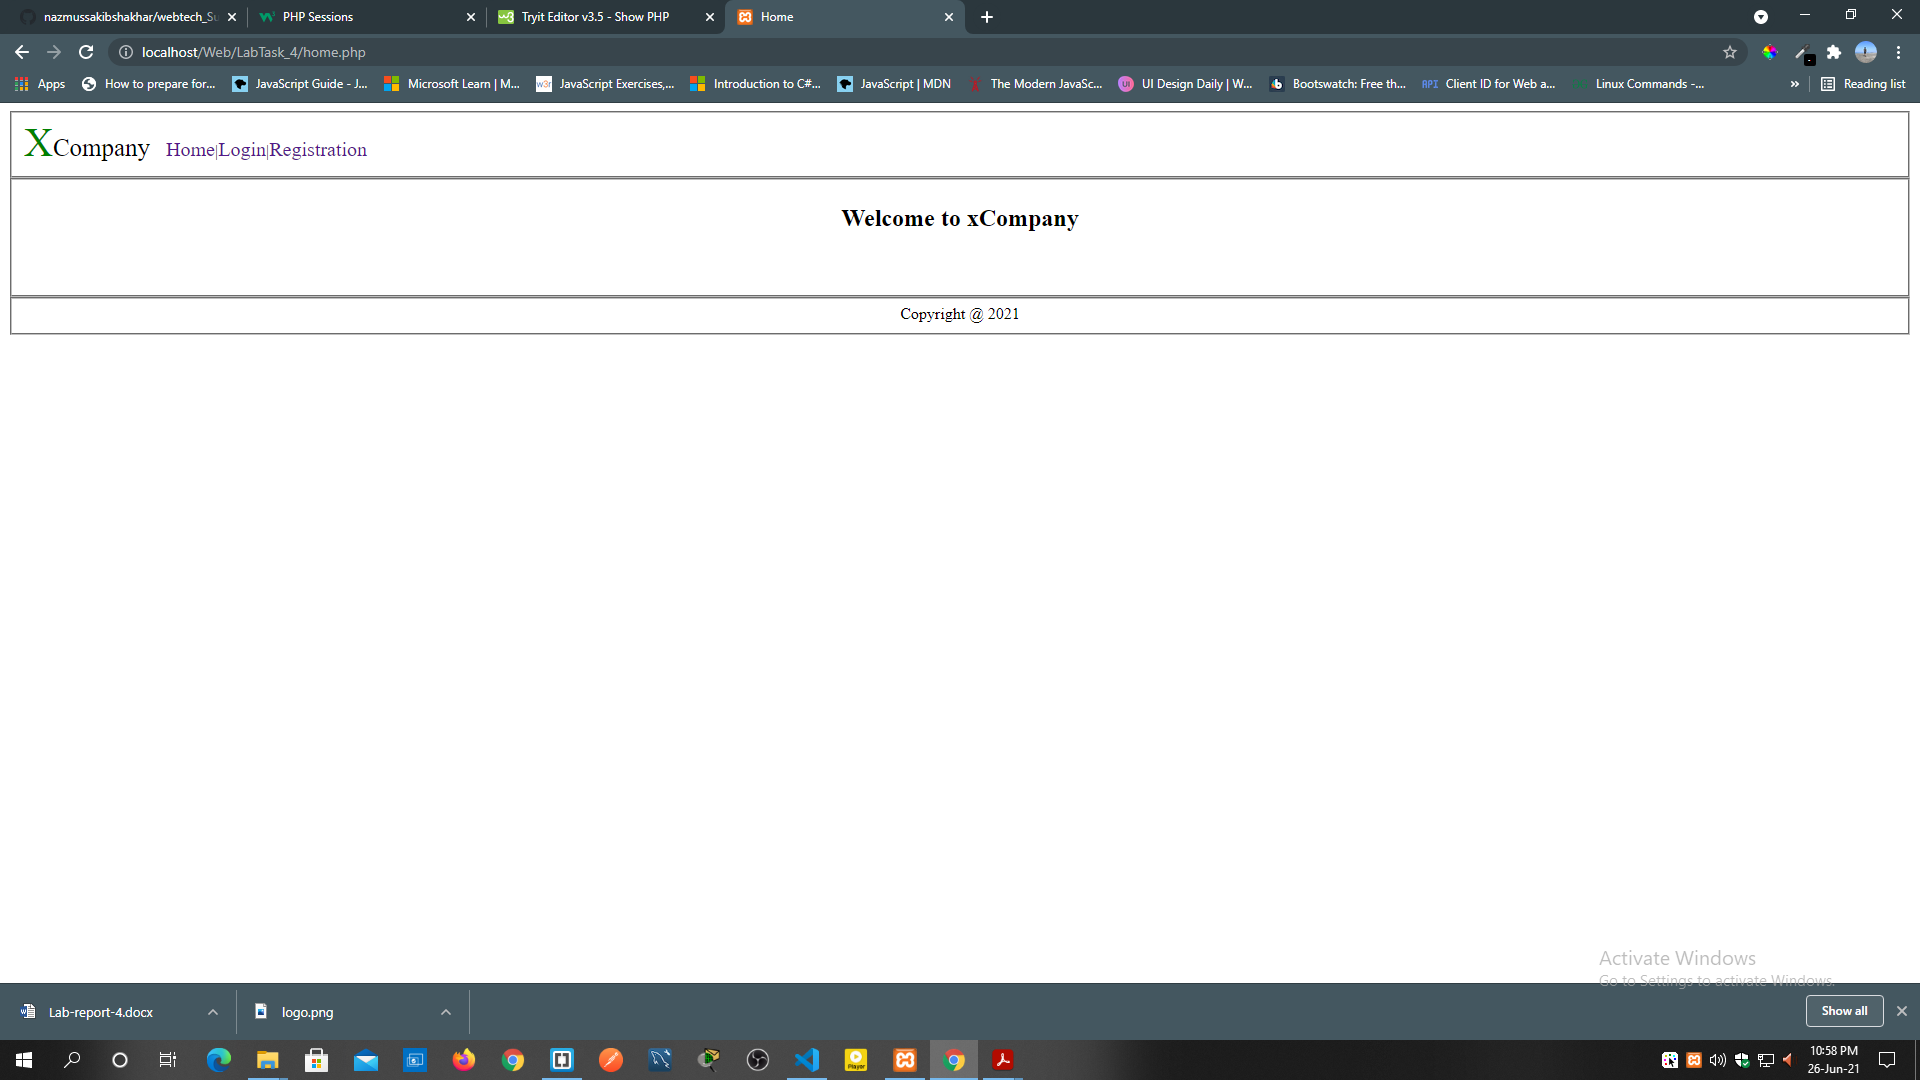 nazmussakibshakhar/webtech_Su
PHP Sessions
Tryit Editor v3.5 - Show PHP
Home
localhost/Web/LabTask_4/home.php
Apps
How to prepare for...
JavaScript Guide - J...
Microsoft Learn | M...
JavaScript Exercises,...
Introduction to C#...
JavaScript | MDN
The Modern JavaSc...
UI Design Daily | W...
Bootswatch: Free th...
API
Client ID for Web a...
Linux Commands -...
Reading list
XCompany Home|Login|Registration
Welcome to xCompany
Copyright @ 2021
Activate Windows
Go to Settings to activate Windows.
Lab-report-4.docx
logo.png
Show all
Player
10:58 PM
26-Jun-21